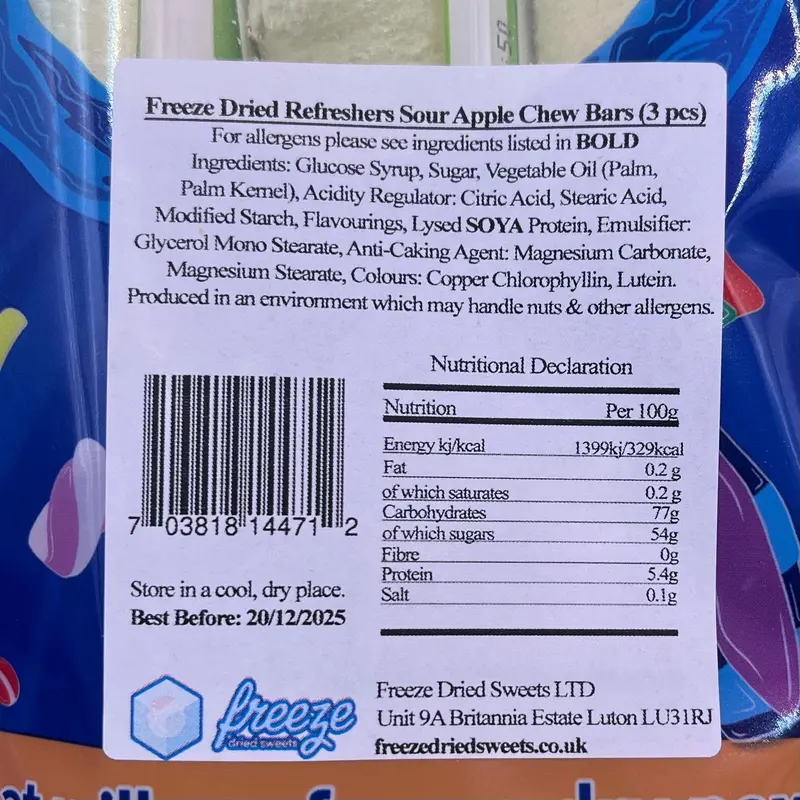 50
Freeze Dried Refreshers Sour Apple Chew Bars (3 pcs)
For allergens please see ingredients listed in BOLD
Ingredients: Glucose Syrup, Sugar, Vegetable Oil (Palm,
Palm Kernel), Acidity Regulator: Citric Acid, Stearic Acid,
Modified Starch, Flavourings, Lysed SOYA Protein, Emulsifier:
Glycerol Mono Stearate, Anti-Caking Agent: Magnesium Carbonate,
Magnesium Stearate, Colours: Copper Chlorophyllin, Lutein.
Produced in an environment which may handle nuts & other allergens.
Nutritional Declaration
Nutrition Per 100g
Energy kj/kcal 1399kj/329kcal
Fat 0.2 g
of which saturates 0.2 g
Carbohydrates 77g
of which sugars 54g
Fibre 0g
Protein 5.4g
Salt 0.1g
7 03818 14471 2
Store in a cool, dry place.
Best Before: 20/12/2025
freeze
dried sweets
Freeze Dried Sweets LTD
Unit 9A Britannia Estate Luton LU31RJ
freezedriedsweets.co.uk